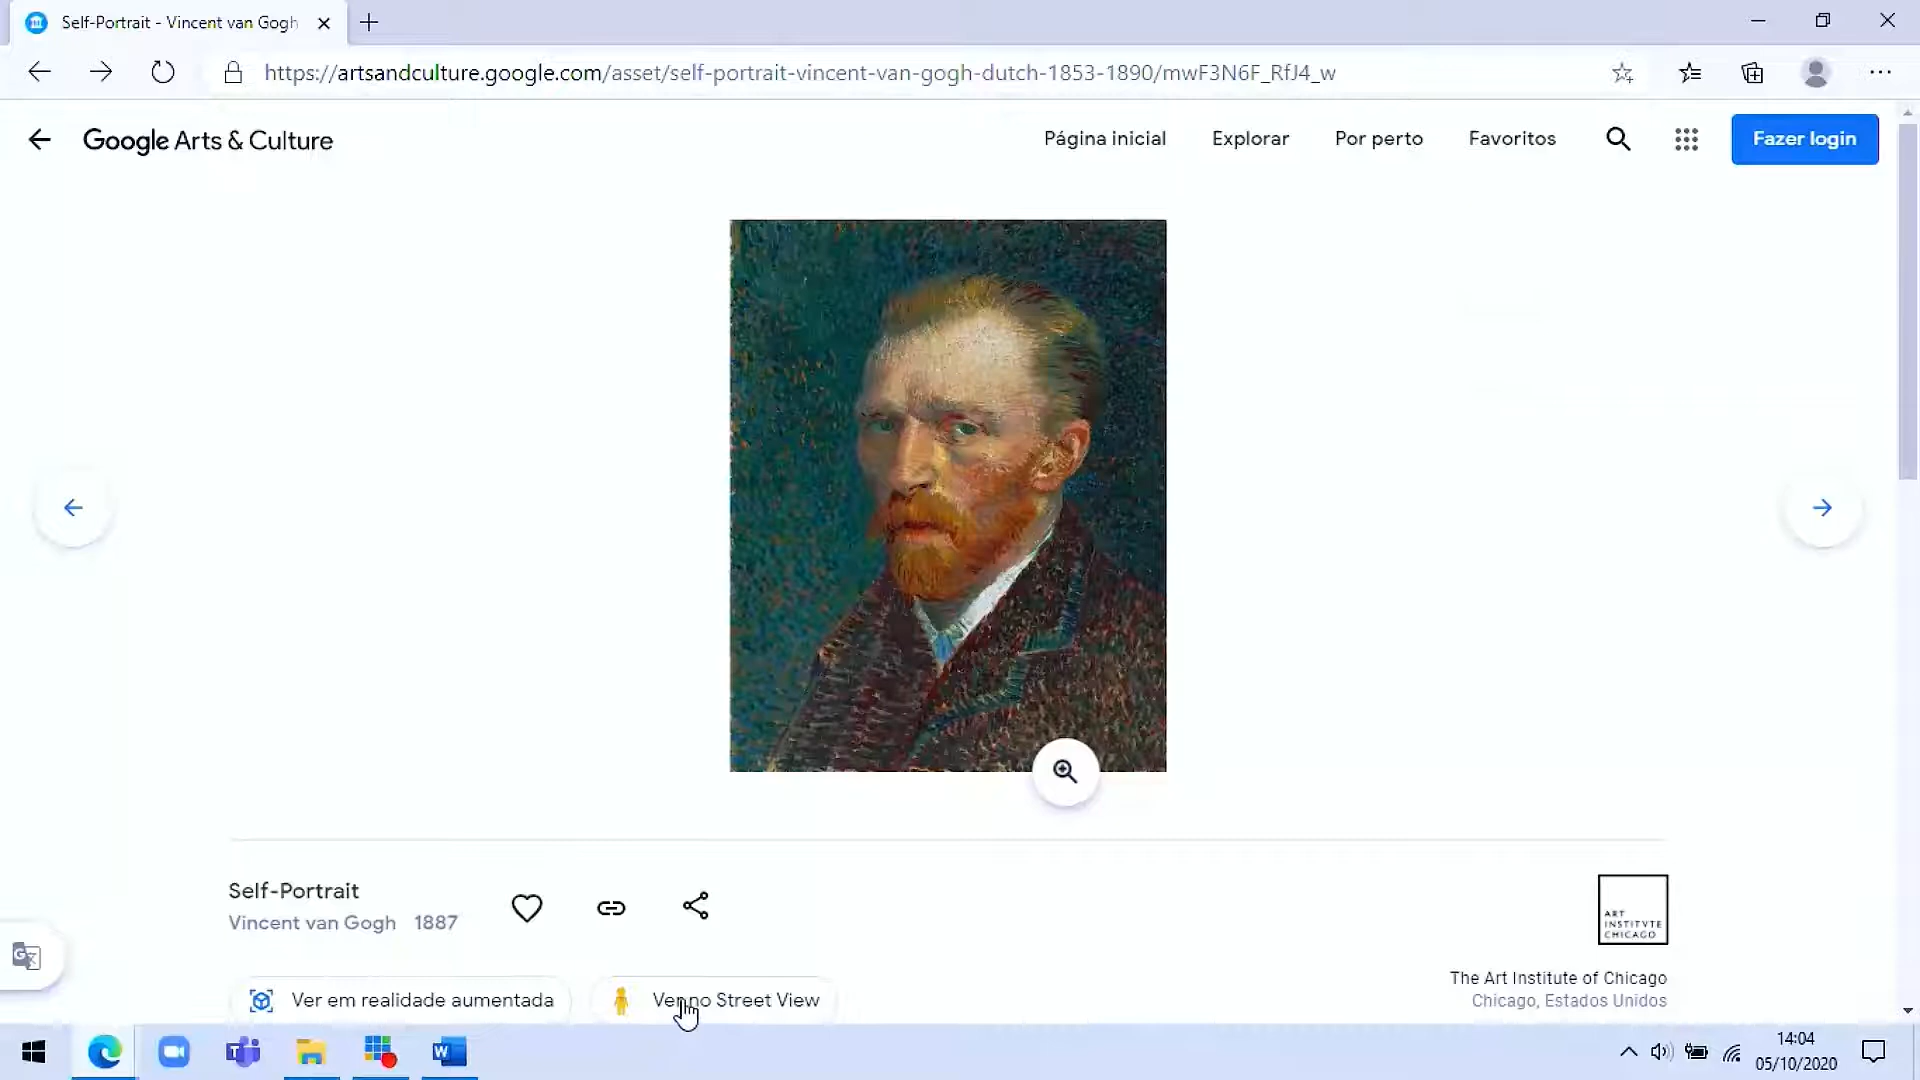 Self-Portrait - Vincent van Gogh
https://artsandculture.google.com/asset/self-portrait-vincent-van-gogh-dutch-1853-1890/mwF3N6F_RfJ4_w
Google Arts & Culture
Página inicial
Explorar
Por perto
Favoritos
Fazer login
Self-Portrait
Vincent van Gogh 1887
ART
INSTITVTE
CHICAGO
The Art Institute of Chicago
Chicago, Estados Unidos
Ver em realidade aumentada
Ver no Street View
14:04
05/10/2020